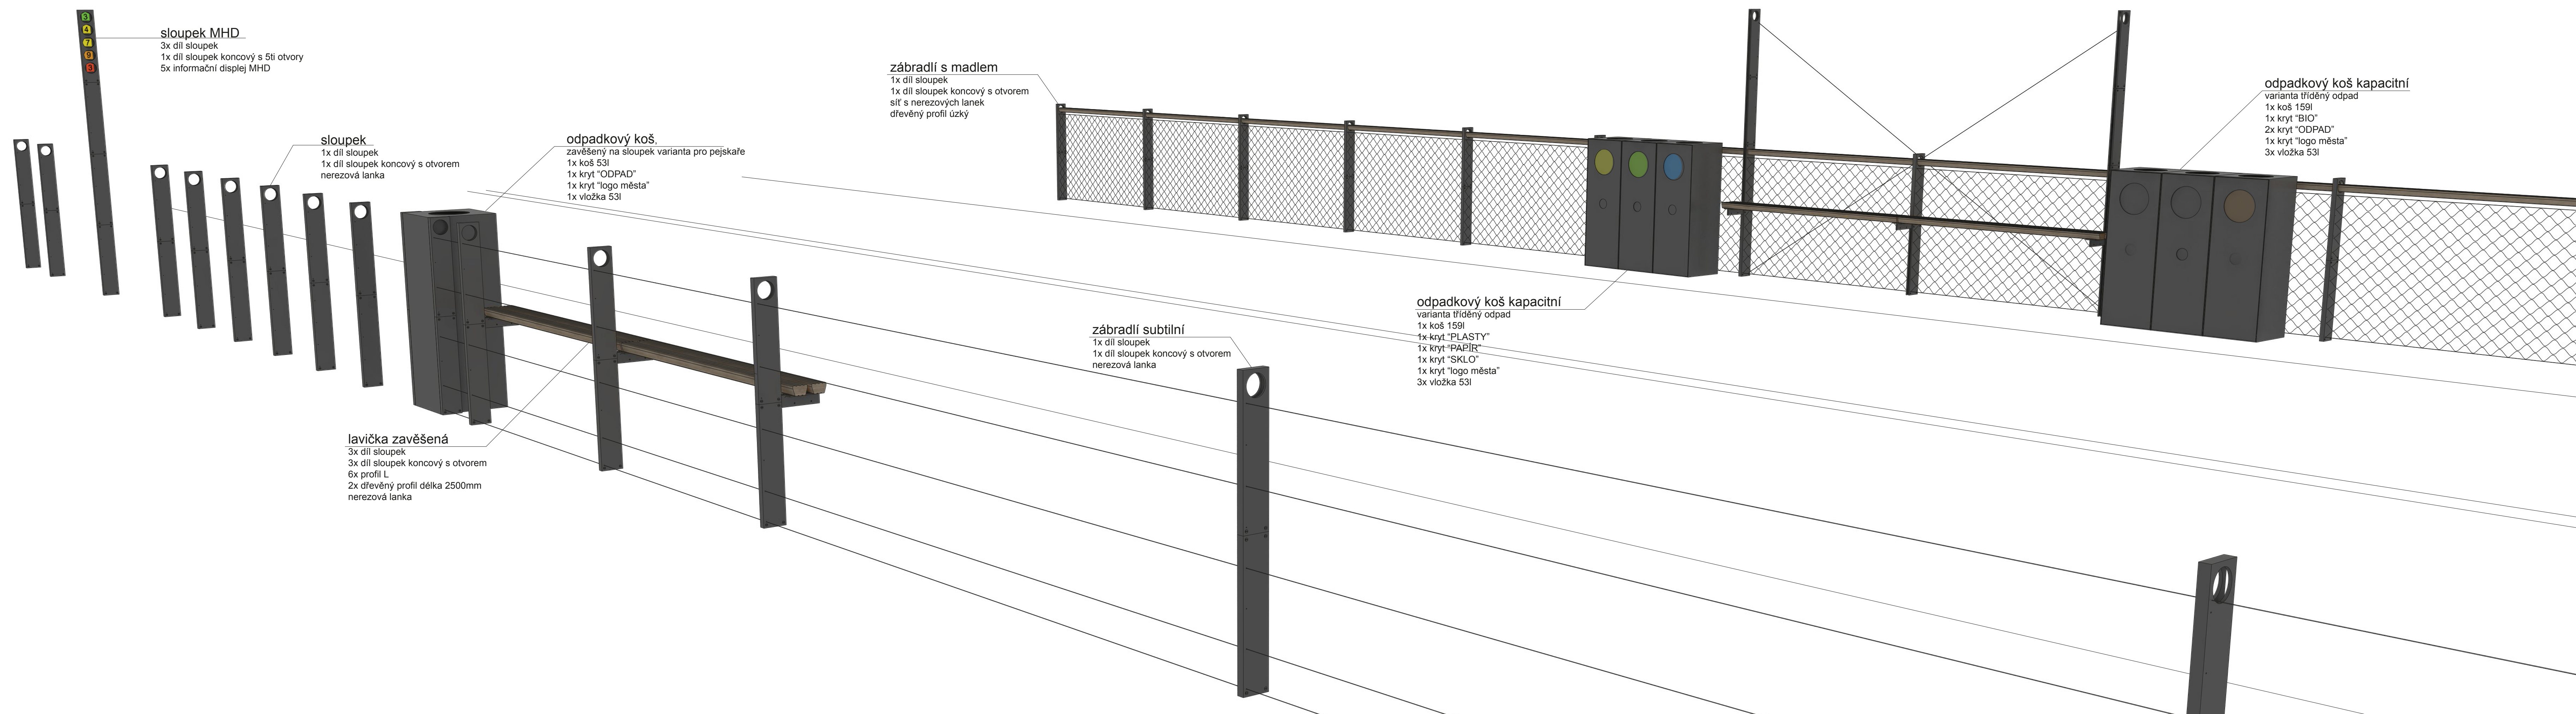 3
4
7
9
3
sloupek MHD
3x díl sloupek
1x díl sloupek koncový s 5ti otvory
5x informační displej MHD
sloupek
1x díl sloupek
1x díl sloupek koncový s otvorem
nerezová lanka
odpadkový koš,
zavěšený na sloupek varianta pro pejskaře
1x koš 53l
1x kryt “ODPAD”
1x kryt “logo města”
1x vložka 53l
lavička zavěšená
3x díl sloupek
3x díl sloupek koncový s otvorem
6x profil L
2x dřevěný profil délka 2500mm
nerezová lanka
zábradlí s madlem
1x díl sloupek
1x díl sloupek koncový s otvorem
síť s nerezových lanek
dřevěný profil úzký
zábradlí subtilní
1x díl sloupek
1x díl sloupek koncový s otvorem
nerezová lanka
odpadkový koš kapacitní
varianta tříděný odpad
1x koš 159l
1x kryt “PLASTY”
1x kryt “PAPÍR”
1x kryt “SKLO”
1x kryt “logo města”
3x vložka 53l
odpadkový koš kapacitní
varianta tříděný odpad
1x koš 159l
1x kryt “BIO”
2x kryt “ODPAD”
1x kryt “logo města”
3x vložka 53l